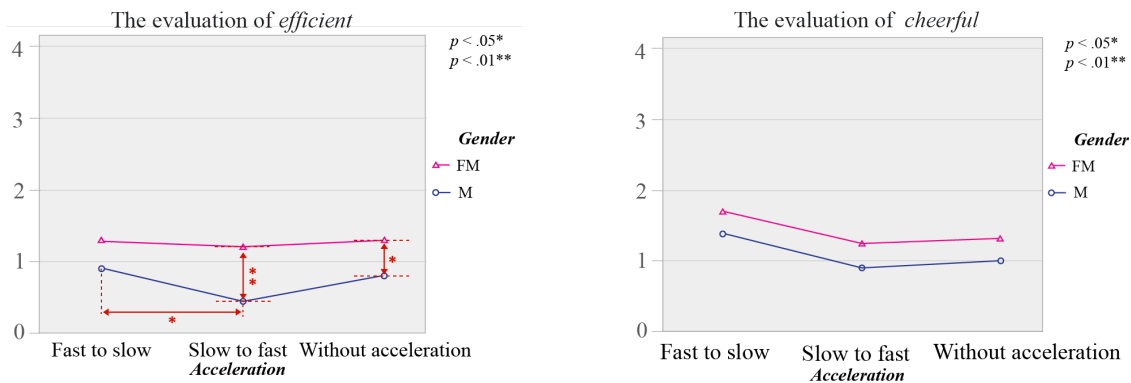 The evaluation of efficient
p < .05*
p < .01**
4
3
2
1
0
Gender
FM
M
*
*
*
*
Fast to slow
Slow to fast
Without acceleration
Acceleration
The evaluation of cheerful
p < .05*
p < .01**
4
3
2
1
0
Gender
FM
M
Fast to slow
Slow to fast
Without acceleration
Acceleration